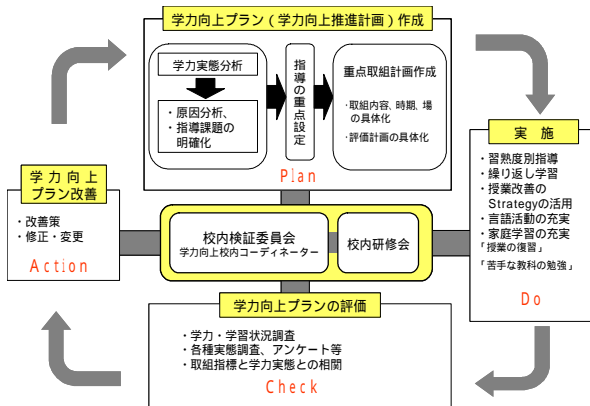 学力向上プラン(学力向上推進計画)作成
学力実態分析
・原因分析、
・指導課題の
明確化
指導の重点設定
重点取組計画作成
・取組内容、時期、場
の具体化
・評価計画の具体化
Plan
実 施
・習熟度別指導
・繰り返し学習
・授業改善の
Strategyの活用
・言語活動の充実
・家庭学習の充実
「授業の復習」
「苦手な教科の勉強」
Do
学 力 向 上
プラン改善
・改善策
・修正・変更
Action
校内検証委員会
学力向上校内コーディネーター
校内研修会
学力向上プランの評価
・学力・学習状況調査
・各種実態調査、アンケート等
・取組指標と学力実態との相関
Check